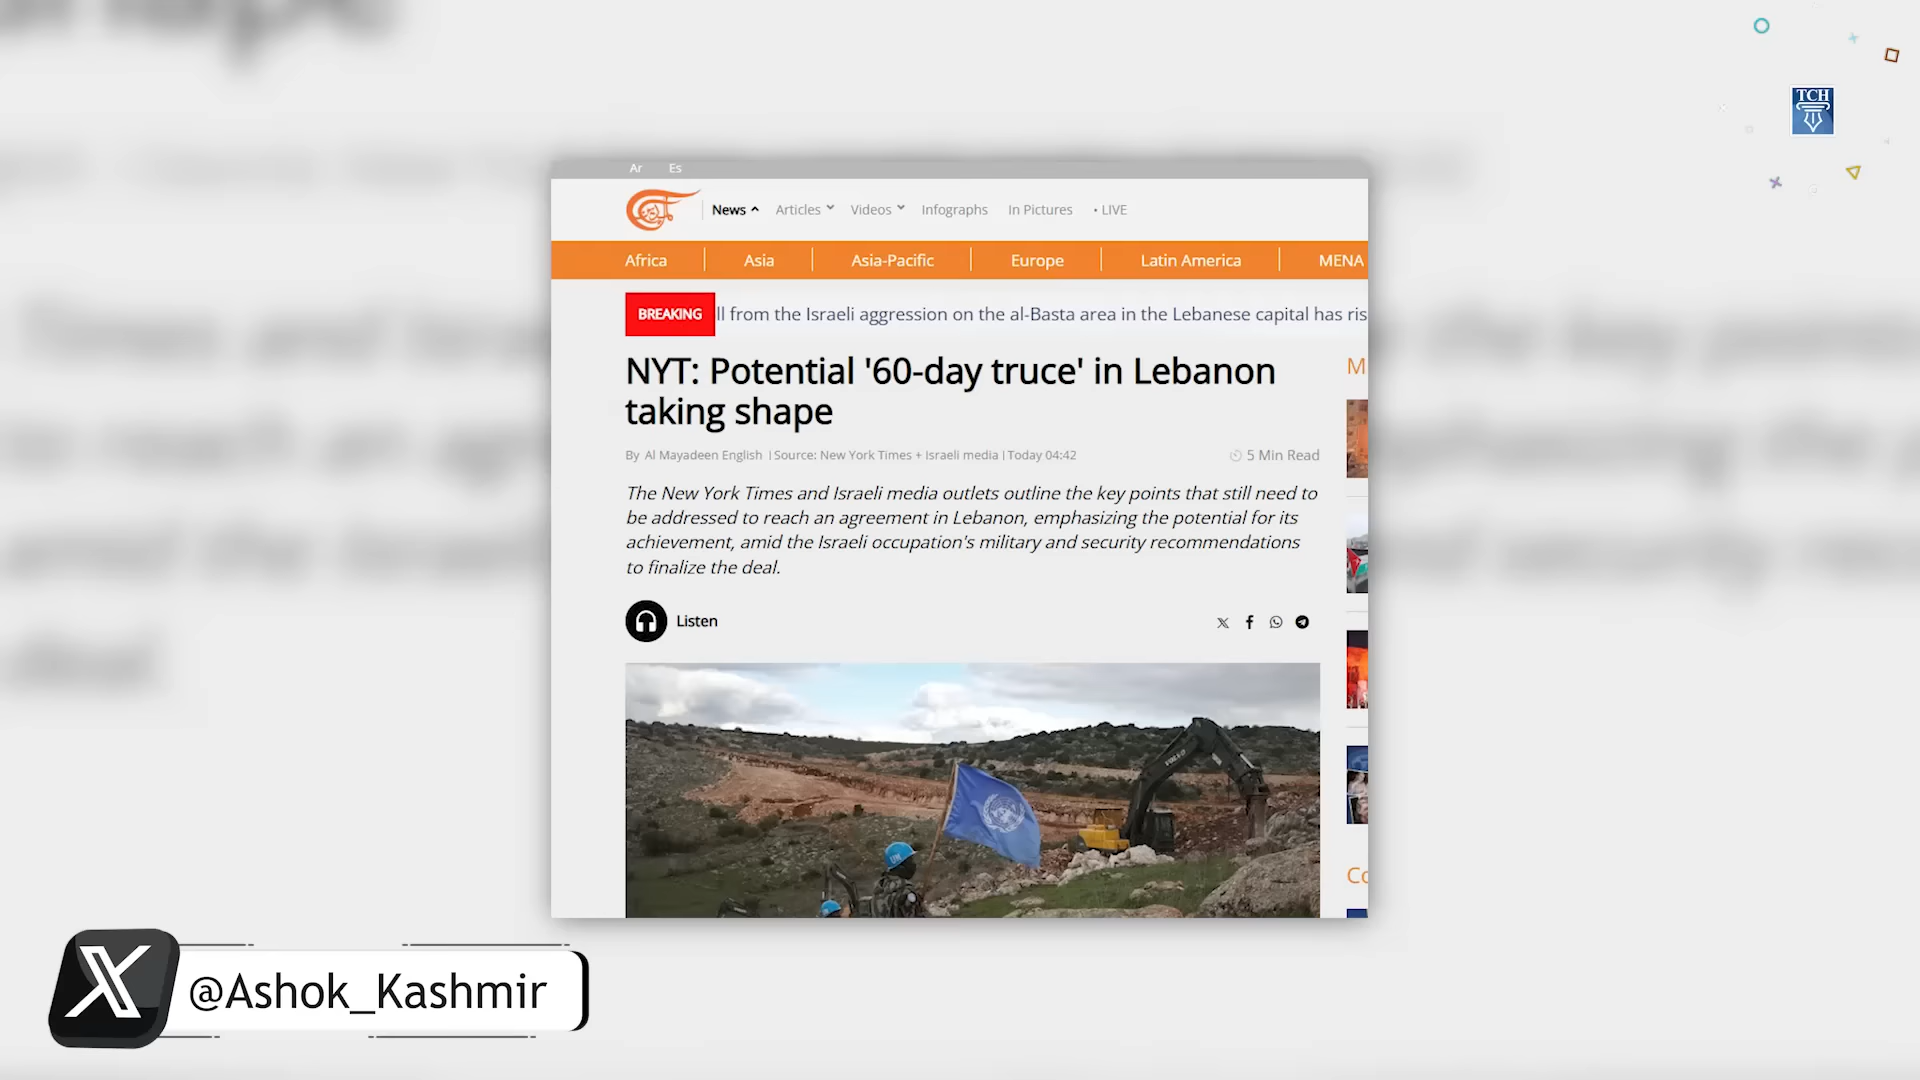 TCH
Ar Es
News Articles Videos Infographs In Pictures • LIVE
Africa Asia Asia-Pacific Europe Latin America MENA
BREAKING ll from the Israeli aggression on the al-Basta area in the Lebanese capital has ris
NYT: Potential '60-day truce' in Lebanon
taking shape
By Al Mayadeen English | Source: New York Times + Israeli media | Today 04:42
5 Min Read
The New York Times and Israeli media outlets outline the key points that still need to
be addressed to reach an agreement in Lebanon, emphasizing the potential for its
achievement, amid the Israeli occupation's military and security recommendations
to finalize the deal.
Listen
UN
VOLVO
@Ashok_Kashmir